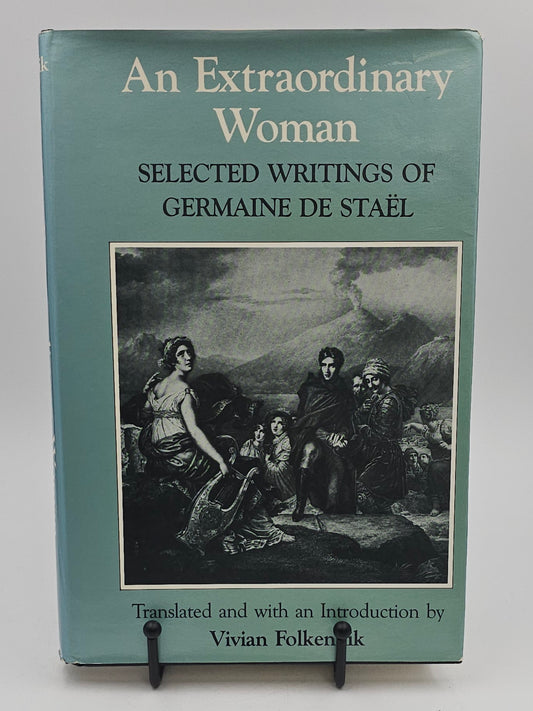 An Extraordinary
Woman
SELECTED WRITINGS OF
GERMAINE DE STAËL
Translated and with an Introduction by
Vivian